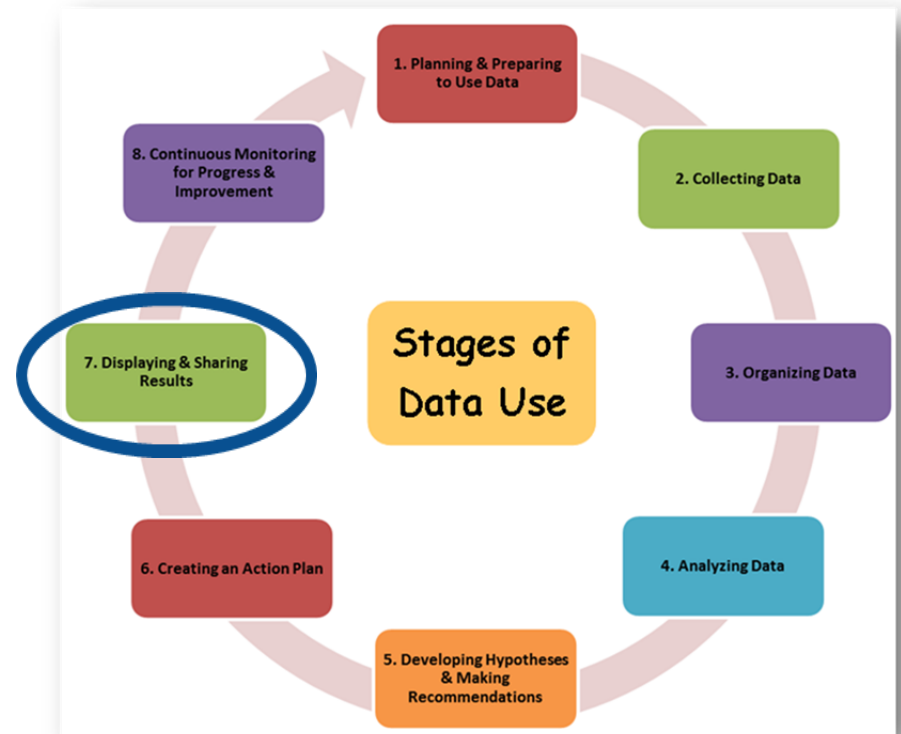 1. Planning & Preparing
to Use Data
2. Collecting Data
3. Organizing Data
4. Analyzing Data
5. Developing Hypotheses
& Making
Recommendations
6. Creating an Action Plan
7. Displaying & Sharing
Results
8. Continuous Monitoring
for Progress &
Improvement
Stages of
Data Use